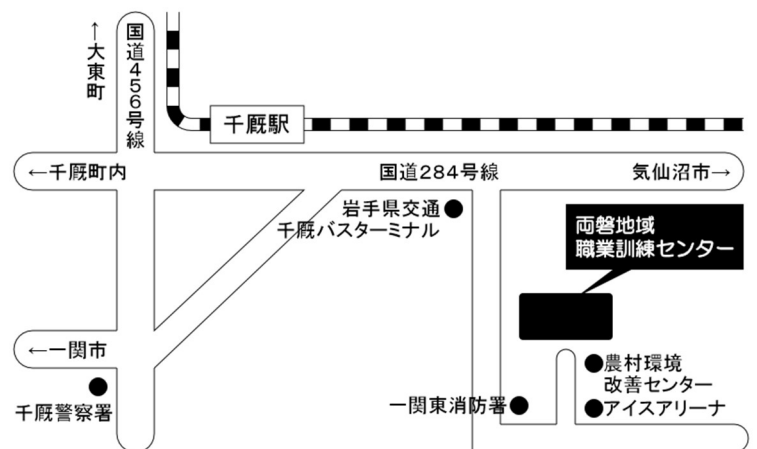 ↑大東町
国道456号線
千厩駅
←千厩町内
国道284号線
気仙沼市→
岩手県交通
千厩バスターミナル
両磐地域
職業訓練センター
←一関市
千厩警察署
一関東消防署
農村環境
改善センター
アイスアリーナ